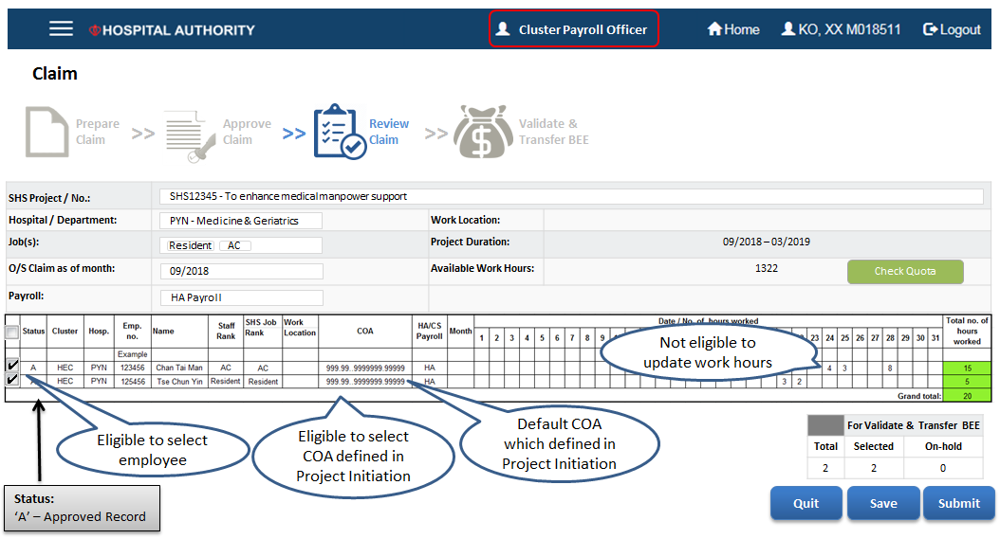 HOSPITAL AUTHORITY
Cluster Payroll Officer
Home
KO, XX M018511
Logout
Claim
Prepare
Claim
>>
Approve
Claim
>>
Review
Claim
>>
Validate &
Transfer BEE
SHS Project / No.:
SHS12345 - To enhance medical manpower support
Hospital / Department:
PYN - Medicine & Geriatrics
Work Location:
Job(s):
Resident AC
Project Duration:
09/2018 – 03/2019
O/S Claim as of month:
09/2018
Available Work Hours:
1322
Check Quota
Payroll:
HA Payroll
Status Cluster Hosp. Emp. no. Name Staff Rank SHS Job Rank Work Location COA HA/CS Payroll Month Date / No. of hours worked Total no. of hours worked
1 2 3 4 5 6 7 8 9 23 24 25 26 27 28 29 30 31
Example
A HEC PYN 123456 Chan Tai Man AC AC 999.99..9999999.99999 HA 4 3 8 15
HEC PYN 125456 Tse Chun Yin Resident Resident 999.99..9999999.99999 HA 3 2 5
Grand total: 20
Not eligible to
update work hours
Eligible to select
employee
Eligible to select
COA defined in
Project Initiation
Default COA
which defined in
Project Initiation
For Validate & Transfer BEE
Total Selected On-hold
2 2 0
Status:
‘A’ – Approved Record
Quit
Save
Submit